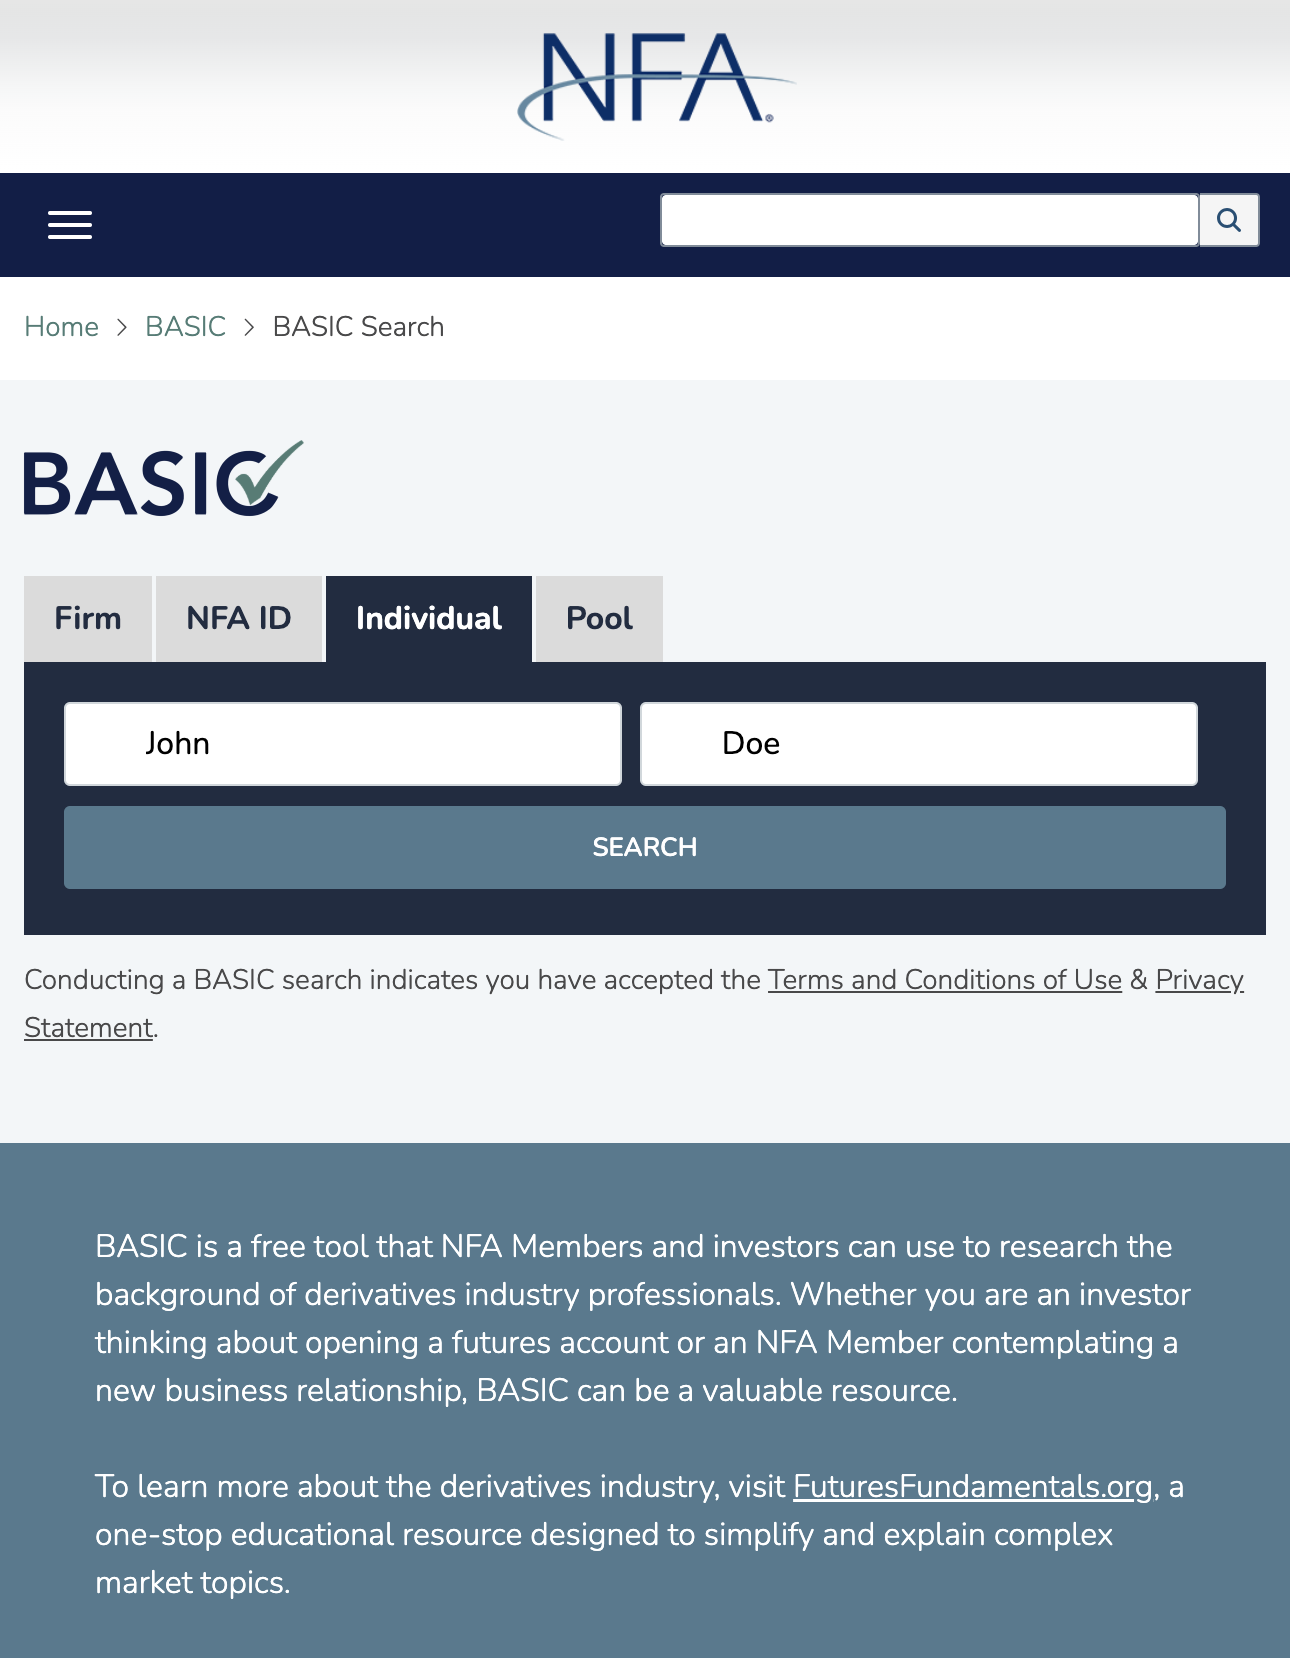 NFA®
Home > BASIC > BASIC Search
BASIC
Firm NFA ID Individual Pool
John Doe
SEARCH
Conducting a BASIC search indicates you have accepted the Terms and Conditions of Use & Privacy
Statement.
BASIC is a free tool that NFA Members and investors can use to research the
background of derivatives industry professionals. Whether you are an investor
thinking about opening a futures account or an NFA Member contemplating a
new business relationship, BASIC can be a valuable resource.
To learn more about the derivatives industry, visit FuturesFundamentals.org, a
one-stop educational resource designed to simplify and explain complex
market topics.